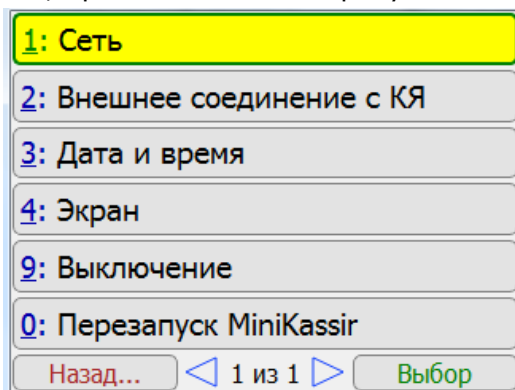 1: Сеть
2: Внешнее соединение с КЯ
3: Дата и время
4: Экран
9: Выключение
0: Перезапуск MiniKassir
Назад... 1 из 1 Выбор